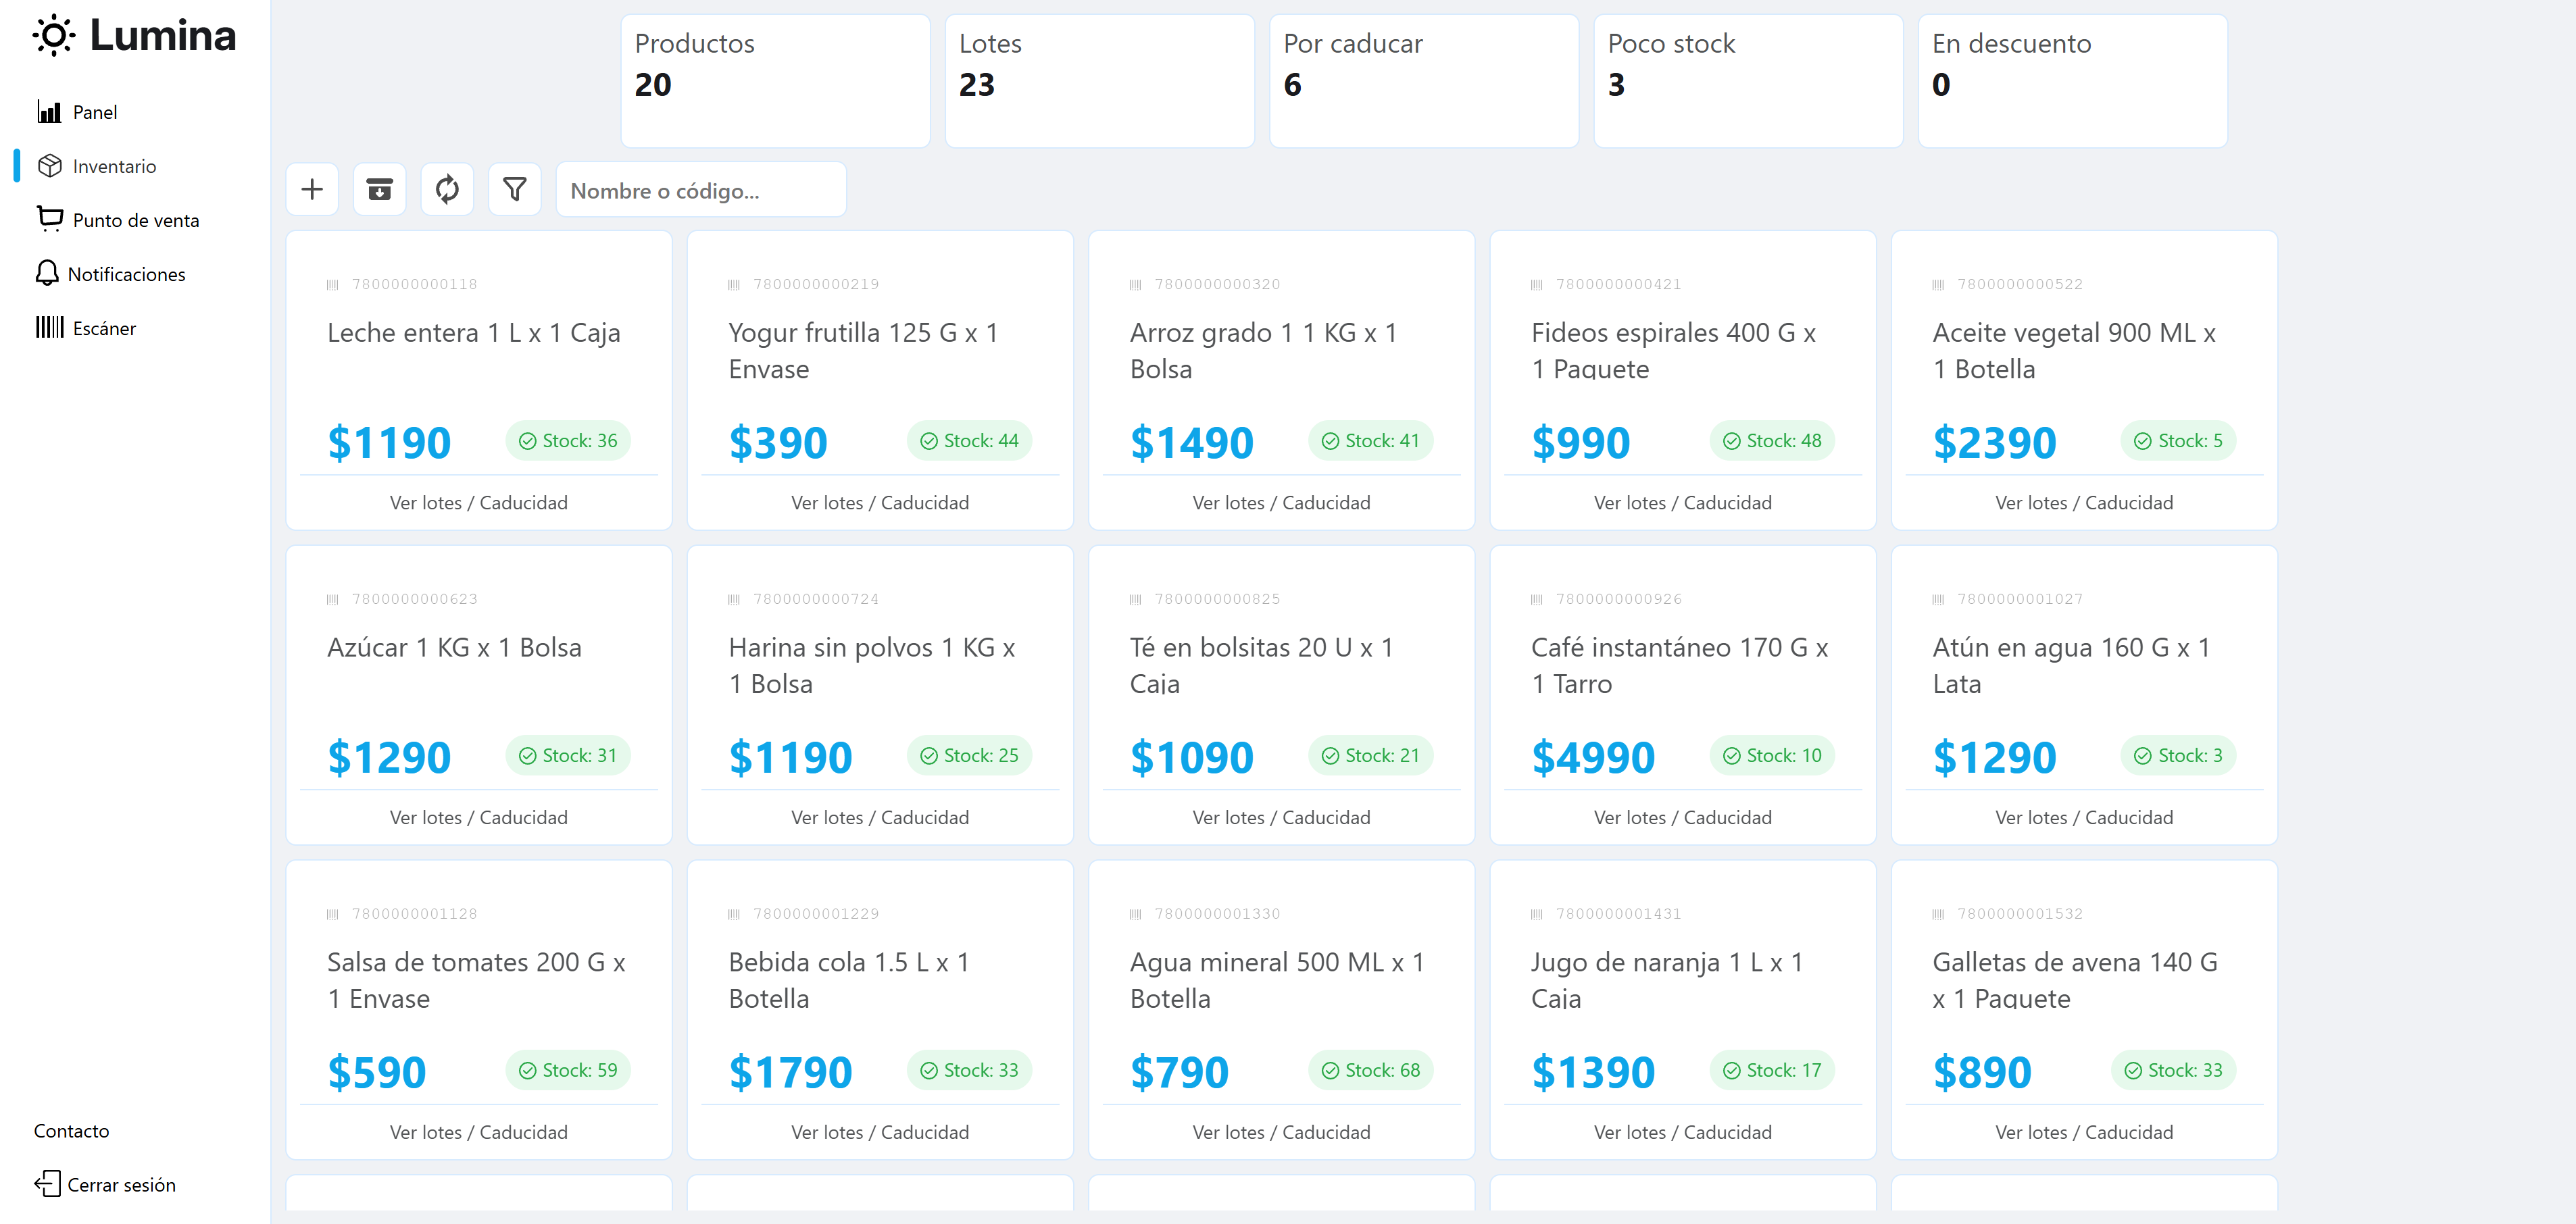 Lumina
Panel
Inventario
Punto de venta
Notificaciones
Escáner
Contacto
Cerrar sesión
Productos
20
Lotes
23
Por caducar
6
Poco stock
3
En descuento
0
Nombre o código...
7800000000118
Leche entera 1 L x 1 Caja
$1190
Stock: 36
Ver lotes / Caducidad
7800000000219
Yogur frutilla 125 G x 1
Envase
$390
Stock: 44
Ver lotes / Caducidad
7800000000320
Arroz grado 1 1 KG x 1
Bolsa
$1490
Stock: 41
Ver lotes / Caducidad
7800000000421
Fideos espirales 400 G x
1 Paquete
$990
Stock: 48
Ver lotes / Caducidad
7800000000522
Aceite vegetal 900 ML x
1 Botella
$2390
Stock: 5
Ver lotes / Caducidad
7800000000623
Azúcar 1 KG x 1 Bolsa
$1290
Stock: 31
Ver lotes / Caducidad
7800000000724
Harina sin polvos 1 KG x
1 Bolsa
$1190
Stock: 25
Ver lotes / Caducidad
7800000000825
Té en bolsitas 20 U x 1
Caja
$1090
Stock: 21
Ver lotes / Caducidad
7800000000926
Café instantáneo 170 G x
1 Tarro
$4990
Stock: 10
Ver lotes / Caducidad
7800000001027
Atún en agua 160 G x 1
Lata
$1290
Stock: 3
Ver lotes / Caducidad
7800000001128
Salsa de tomates 200 G x
1 Envase
$590
Stock: 59
Ver lotes / Caducidad
7800000001229
Bebida cola 1.5 L x 1
Botella
$1790
Stock: 33
Ver lotes / Caducidad
7800000001330
Agua mineral 500 ML x 1
Botella
$790
Stock: 68
Ver lotes / Caducidad
7800000001431
Jugo de naranja 1 L x 1
Caja
$1390
Stock: 17
Ver lotes / Caducidad
7800000001532
Galletas de avena 140 G
x 1 Paquete
$890
Stock: 33
Ver lotes / Caducidad